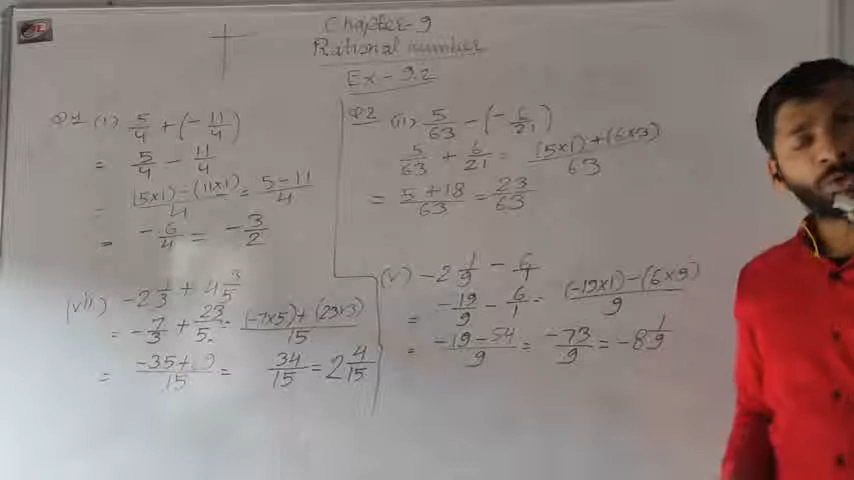 Chapter-9
Rational number
Ex-9.2
Q1 (i) 5/4 + (-11/4)
= 5/4 - 11/4
= (5×1)-(11×1)/4 = 5-11/4
= -6/4 = -3/2
(vii) -2 1/3 + 4 3/5
= -7/3 + 23/5 = (-7×5)+(23×3)/15
= -35+ 9/15 = 34/15 = 2 4/15
Q2 (ii) 5/63 - (-6/21)
5/63 + 6/21 = (5×1)+(6×3)/63
= 5+18/63 = 23/63
(v) -2 1/9 - 6/1
= -19/9 - 6/1 = (-19×1)-(6×9)/9
= -19-54/9 = -73/9 = -8 1/9